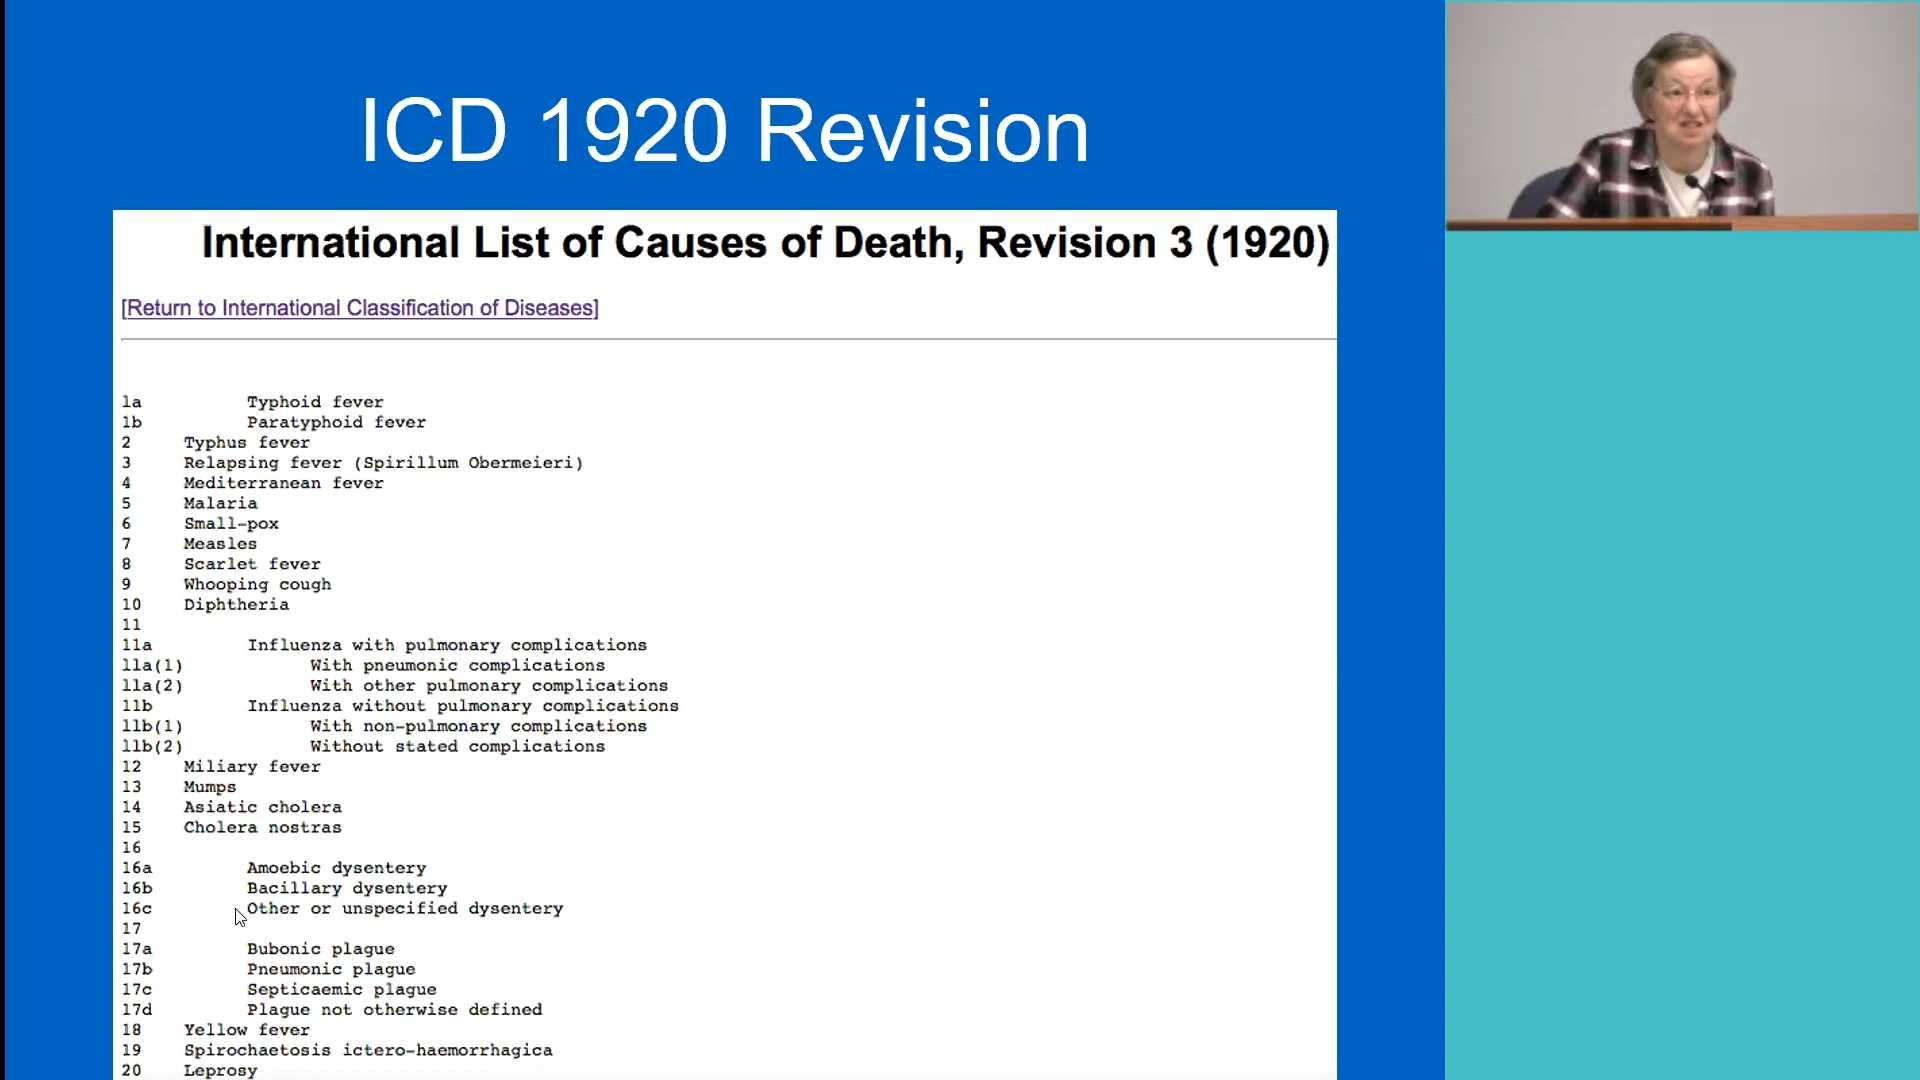 ICD 1920 Revision
International List of Causes of Death, Revision 3 (1920)
[Return to International Classification of Diseases]
1a Typhoid fever
1b Paratyphoid fever
2 Typhus fever
3 Relapsing fever (Spirillum Obermeieri)
4 Mediterranean fever
5 Malaria
6 Small-pox
7 Measles
8 Scarlet fever
9 Whooping cough
10 Diphtheria
11
11a Influenza with pulmonary complications
11a(1) With pneumonic complications
11a(2) With other pulmonary complications
11b Influenza without pulmonary complications
11b(1) With non-pulmonary complications
11b(2) Without stated complications
12 Miliary fever
13 Mumps
14 Asiatic cholera
15 Cholera nostras
16
16a Amoebic dysentery
16b Bacillary dysentery
16c Other or unspecified dysentery
17
17a Bubonic plague
17b Pneumonic plague
17c Septicaemic plague
17d Plague not otherwise defined
18 Yellow fever
19 Spirochaetosis ictero-haemorrhagica
20 Leprosy